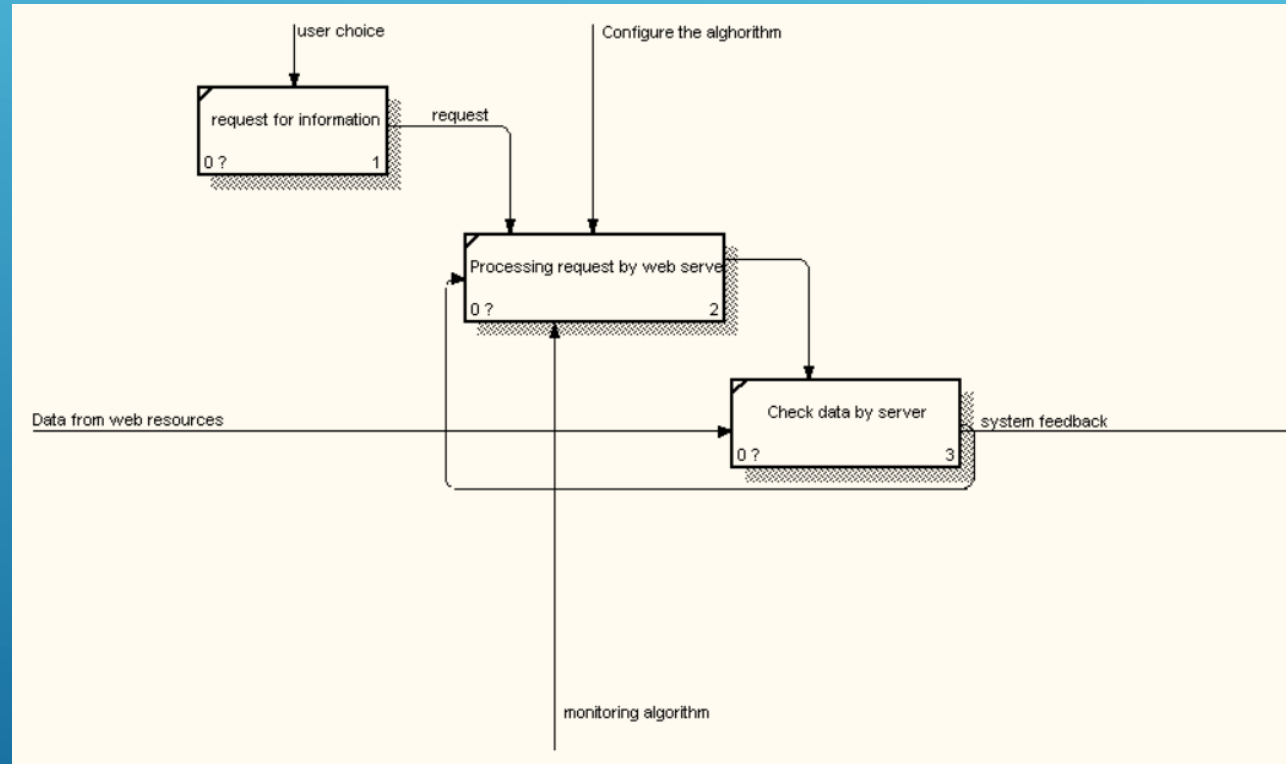 user choice
Configure the alghorithm
request for information
0 ?
1
request
Processing request by web serve
0 ?
2
Check data by server
0 ?
3
Data from web resources
system feedback
monitoring algorithm